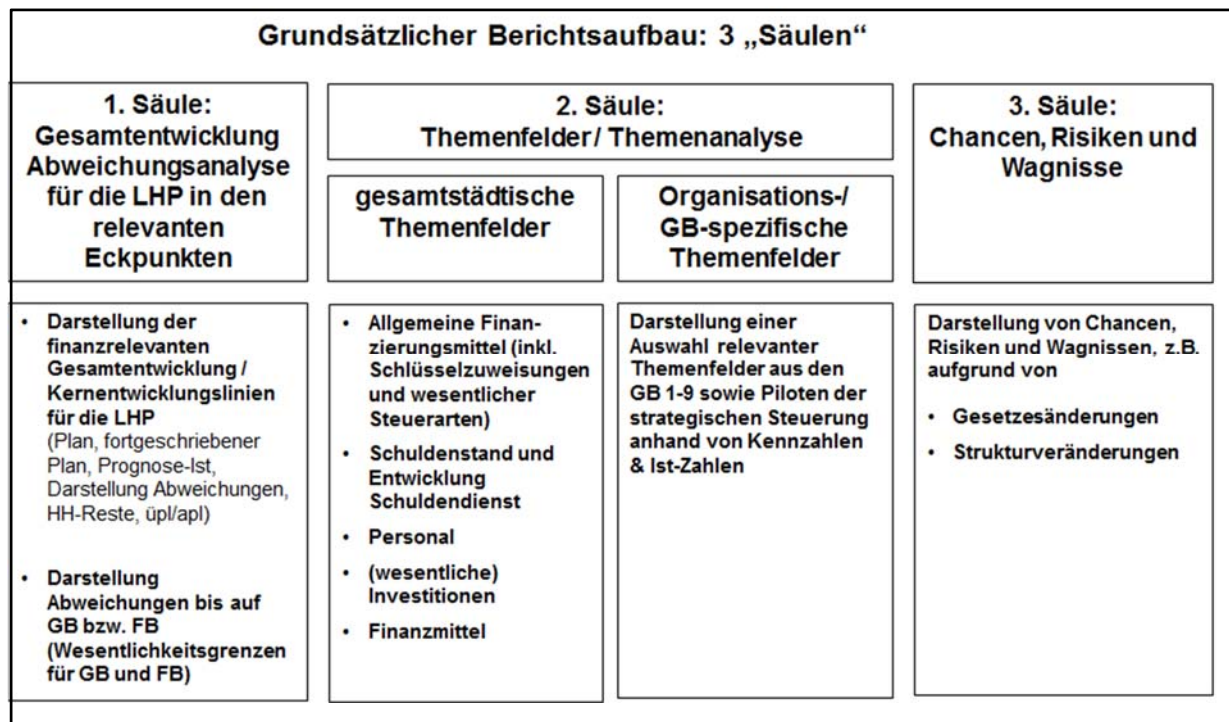 Grundsätzlicher Berichtsaufbau: 3 „Säulen“
1. Säule:
Gesamtentwicklung
Abweichungsanalyse
für die LHP in den
relevanten
Eckpunkten
2. Säule:
Themenfelder/ Themenanalyse
gesamtstädtische
Themenfelder
Organisations-/
GB-spezifische
Themenfelder
3. Säule:
Chancen, Risiken und
Wagnisse
• Darstellung der
finanzrelevanten
Gesamtentwicklung /
Kernentwicklungslinien
für die LHP
(Plan, fortgeschriebener
Plan, Prognose-Ist,
Darstellung Abweichungen,
HH-Reste, üpl/apl)
• Darstellung
Abweichungen bis auf
GB bzw. FB
(Wesentlichkeitsgrenzen
für GB und FB)
• Allgemeine Finan-
zierungsmittel (inkl.
Schlüsselzuweisungen
und wesentlicher
Steuerarten)
• Schuldenstand und
Entwicklung
Schuldendienst
• Personal
• (wesentliche)
Investitionen
• Finanzmittel
Darstellung einer
Auswahl relevanter
Themenfelder aus den
GB 1-9 sowie Piloten der
strategischen Steuerung
anhand von Kennzahlen
& Ist-Zahlen
Darstellung von Chancen,
Risiken und Wagnissen, z.B.
aufgrund von
• Gesetzesänderungen
• Strukturveränderungen